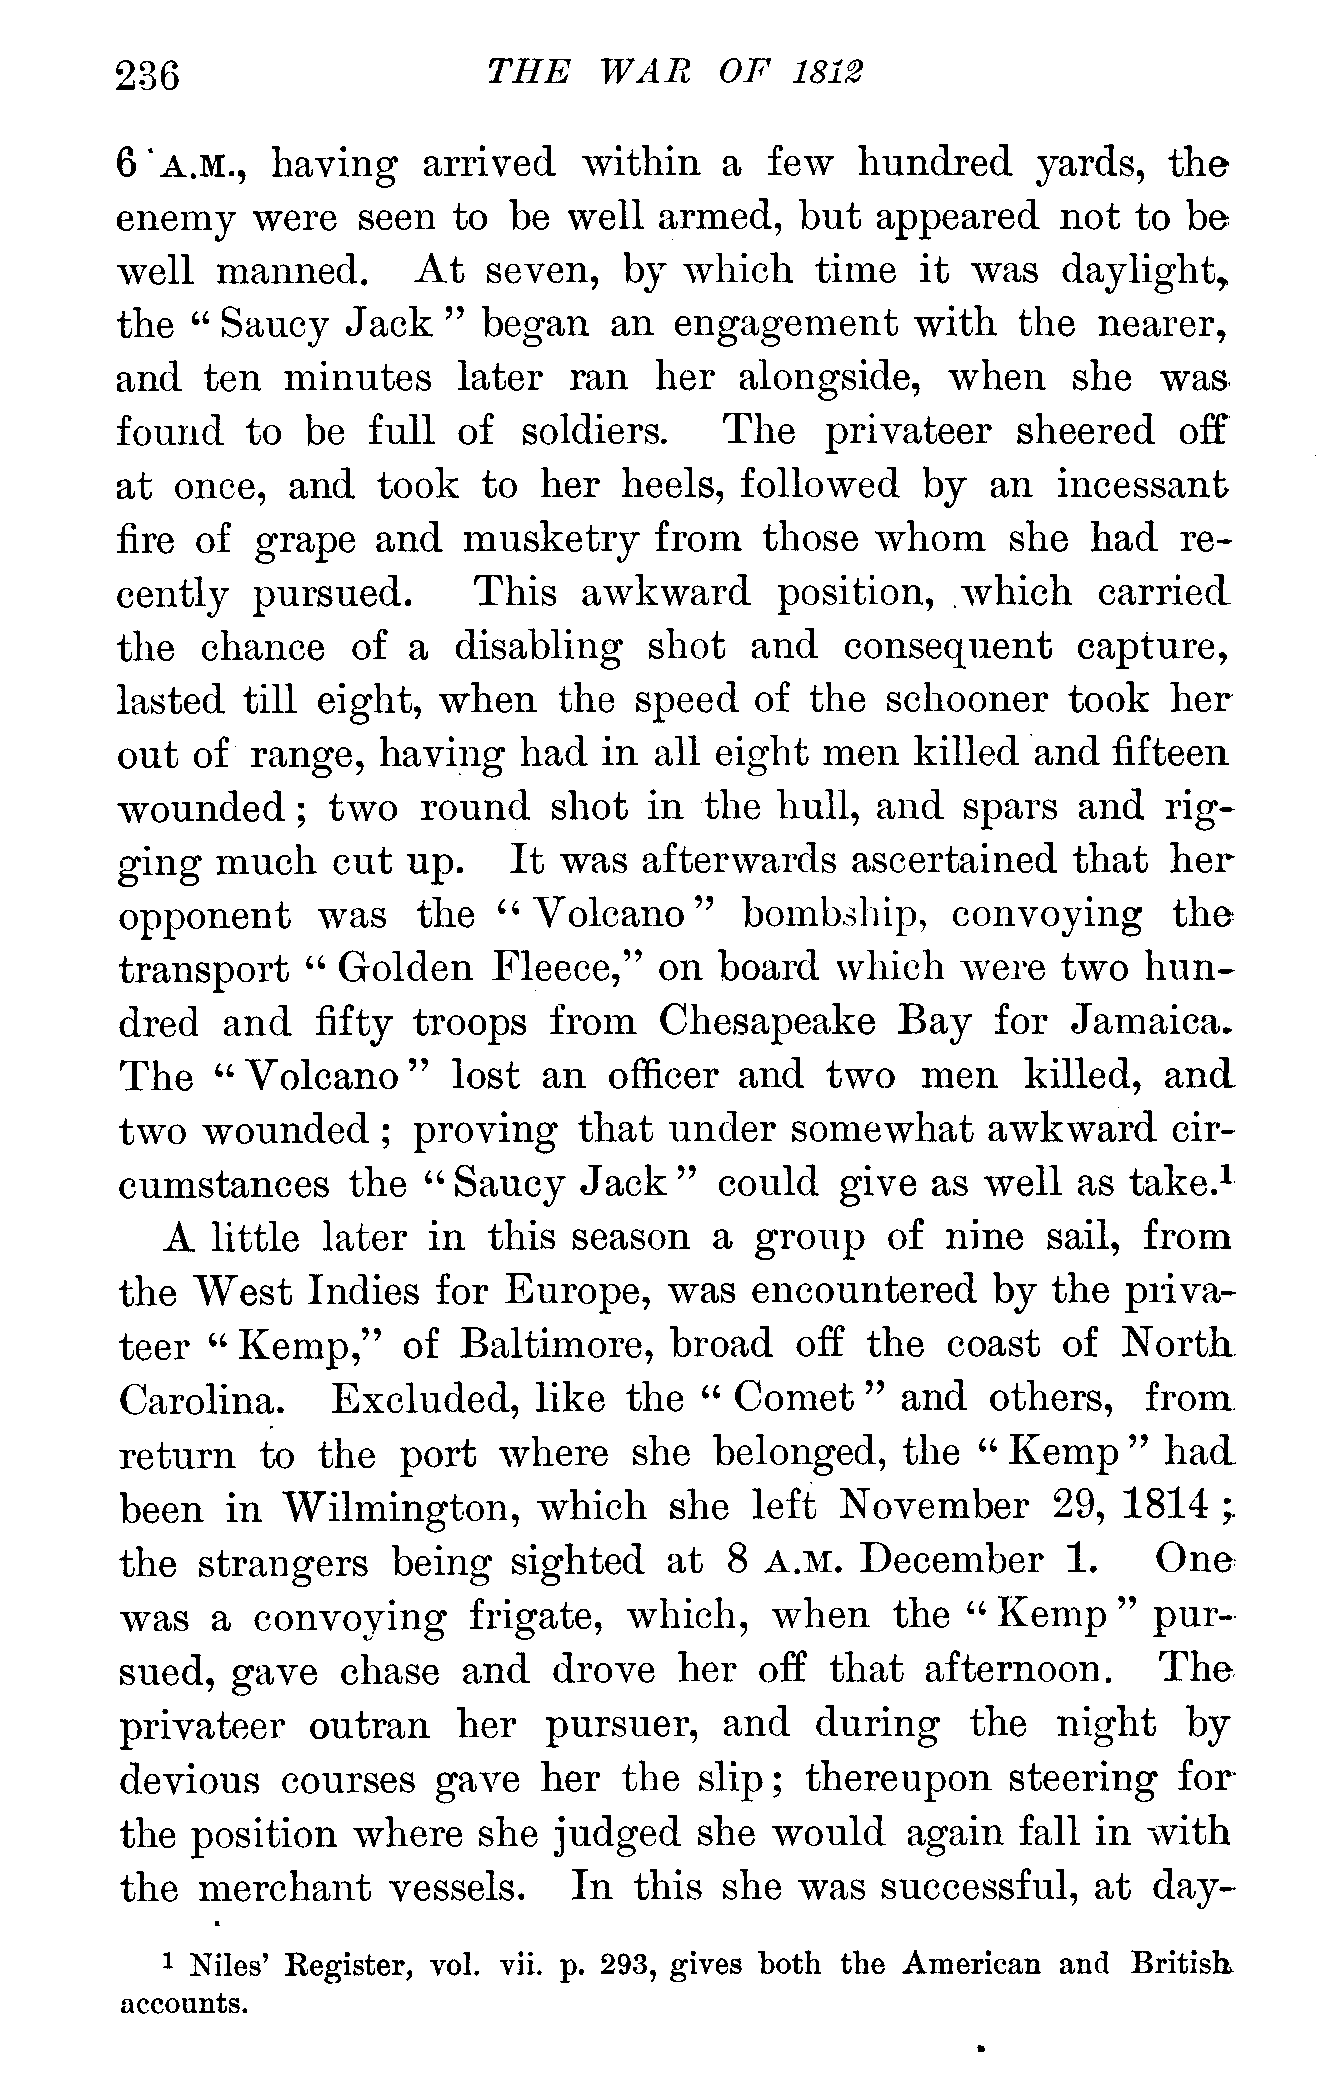 236 THE WAR OF 1812
6 A.M., having arrived within a few hundred yards, the
enemy were seen to be well armed, but appeared not to be
well manned. At seven, by which time it was daylight,
the “ Saucy Jack ” began an engagement with the nearer,
and ten minutes later ran her alongside, when she was
found to be full of soldiers. The privateer sheered off
at once, and took to her heels, followed by an incessant
fire of grape and musketry from those whom she had re-
cently pursued. This awkward position, which carried
the chance of a disabling shot and consequent capture,
lasted till eight, when the speed of the schooner took her
out of range, having had in all eight men killed and fifteen
wounded ; two round shot in the hull, and spars and rig-
ging much cut up. It was afterwards ascertained that her
opponent was the “ Volcano ” bombship, convoying the
transport “ Golden Fleece,” on board which were two hun-
dred and fifty troops from Chesapeake Bay for Jamaica.
The “ Volcano ” lost an officer and two men killed, and
two wounded ; proving that under somewhat awkward cir-
cumstances the “ Saucy Jack ” could give as well as take.¹
A little later in this season a group of nine sail, from
the West Indies for Europe, was encountered by the priva-
teer “ Kemp,” of Baltimore, broad off the coast of North
Carolina. Excluded, like the “ Comet ” and others, from
return to the port where she belonged, the “ Kemp ” had
been in Wilmington, which she left November 29, 1814 ;
the strangers being sighted at 8 A.M. December 1. One
was a convoying frigate, which, when the “ Kemp ” pur-
sued, gave chase and drove her off that afternoon. The
privateer outran her pursuer, and during the night by
devious courses gave her the slip ; thereupon steering for
the position where she judged she would again fall in with
the merchant vessels. In this she was successful, at day-
¹ Niles’ Register, vol. vii. p. 293, gives both the American and British
accounts.